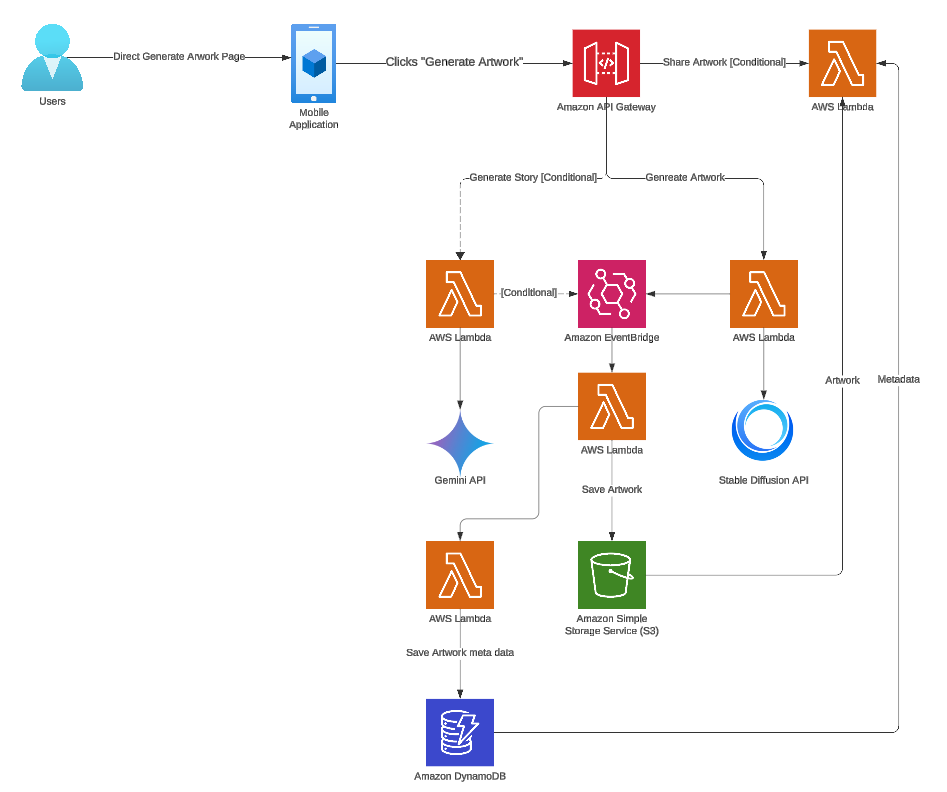 Direct Generate Arwork Page
Clicks "Generate Artwork"
Share Artwork [Conditional]
Users
Mobile
Application
Amazon API Gateway
AWS Lambda
Generate Story [Conditional]
Genreate Artwork
[Conditional]
AWS Lambda
Amazon EventBridge
AWS Lambda
Artwork
Metadata
AWS Lambda
Gemini API
Stable Diffusion API
Save Artwork
AWS Lambda
Amazon Simple
Storage Service (S3)
Save Artwork meta data
Amazon DynamoDB